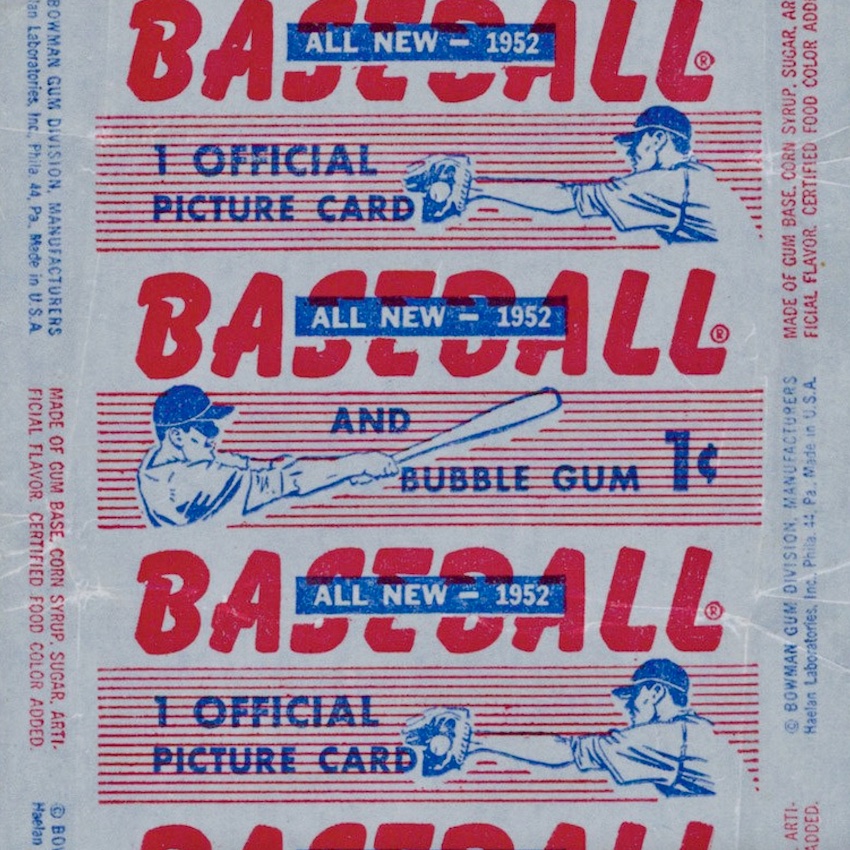 BASEBALL®
ALL NEW — 1952
1 OFFICIAL
PICTURE CARD
BASEBALL®
ALL NEW — 1952
AND
BUBBLE GUM 1¢
BASEBALL®
ALL NEW — 1952
1 OFFICIAL
PICTURE CARD
BASEBALL
BOWMAN GUM DIVISION, MANUFACTURERS
Laboratories, Inc., Phila. 44, Pa. Made in U.S.A.
MADE OF GUM BASE, CORN SYRUP, SUGAR, ARTI-
FICIAL FLAVOR. CERTIFIED FOOD COLOR ADDED.
©
Haelan
MADE OF GUM BASE, CORN SYRUP, SUGAR,
FICIAL FLAVOR. CERTIFIED FOOD COLOR
© BOWMAN GUM DIVISION, MANUFACTURERS
Haelan Laboratories, Inc., Phila. 44, Pa. Made in U.S.A.
ARTI-
ADDED.